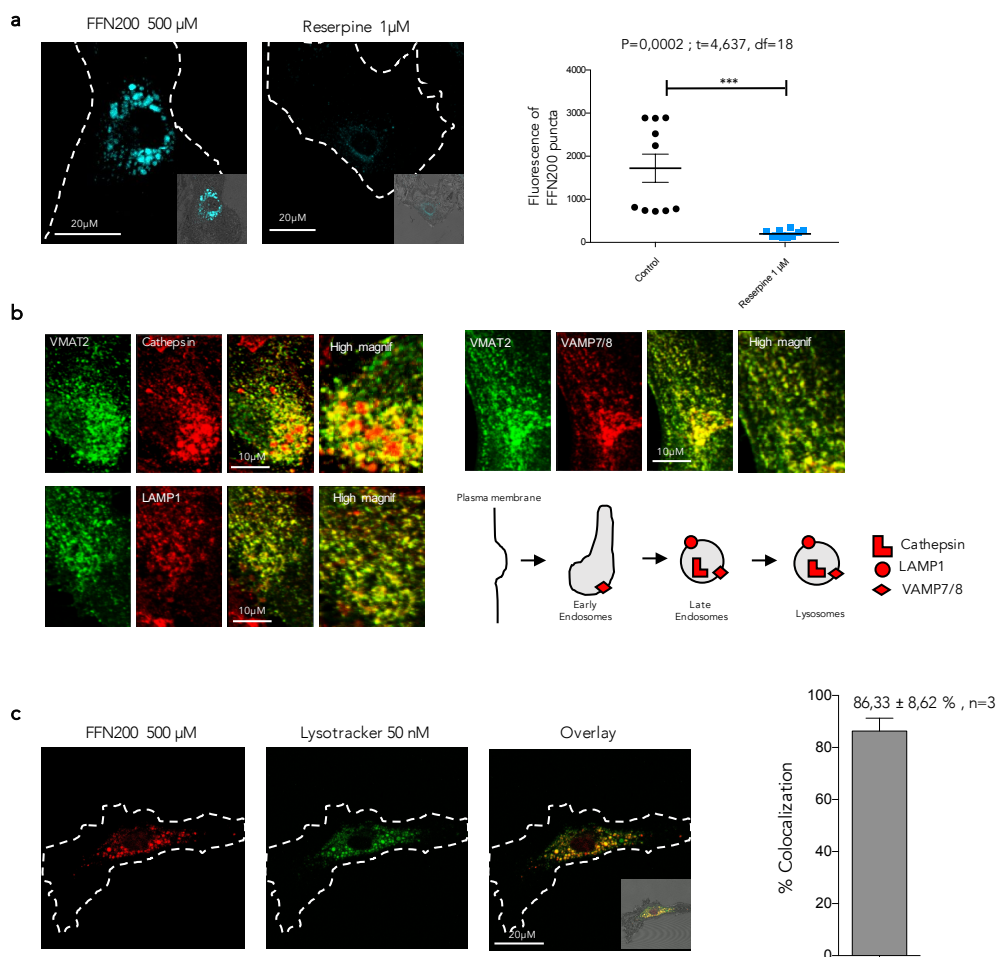 a
FFN200 500 µM
Reserpine 1µM
20µM
20µM
P=0,0002 ; t=4,637, df=18
***
Fluorescence of
FFN200 puncta
4000
3000
2000
1000
0
Control
Reserpine 1 µM
b
VMAT2
Cathepsin
High magnif
10µM
VMAT2
VAMP7/8
High magnif
10µM
LAMP1
High magnif
10µM
Plasma membrane
Early
Endosomes
Late
Endosomes
Lysosomes
Cathepsin
LAMP1
VAMP7/8
c
FFN200 500 µM
Lysotracker 50 nM
Overlay
20µM
86,33 ± 8,62 % , n=3
% Colocalization
100
80
60
40
20
0